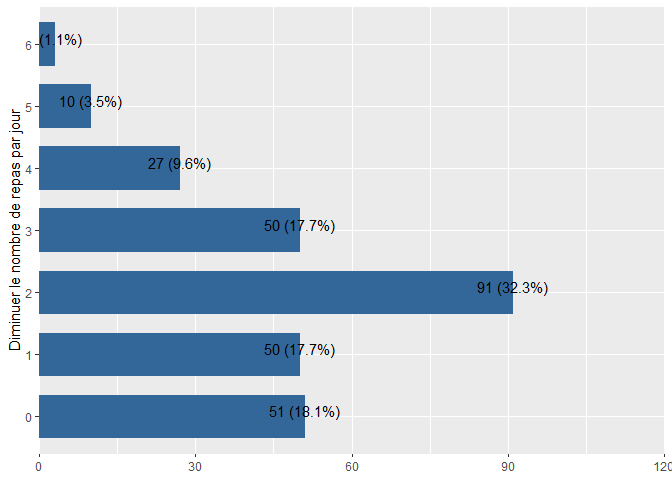 Diminuer le nombre de repas par jour
6 (1.1%)
5 10 (3.5%)
4 27 (9.6%)
3 50 (17.7%)
2 91 (32.3%)
1 50 (17.7%)
0 51 (18.1%)
0 30 60 90 120